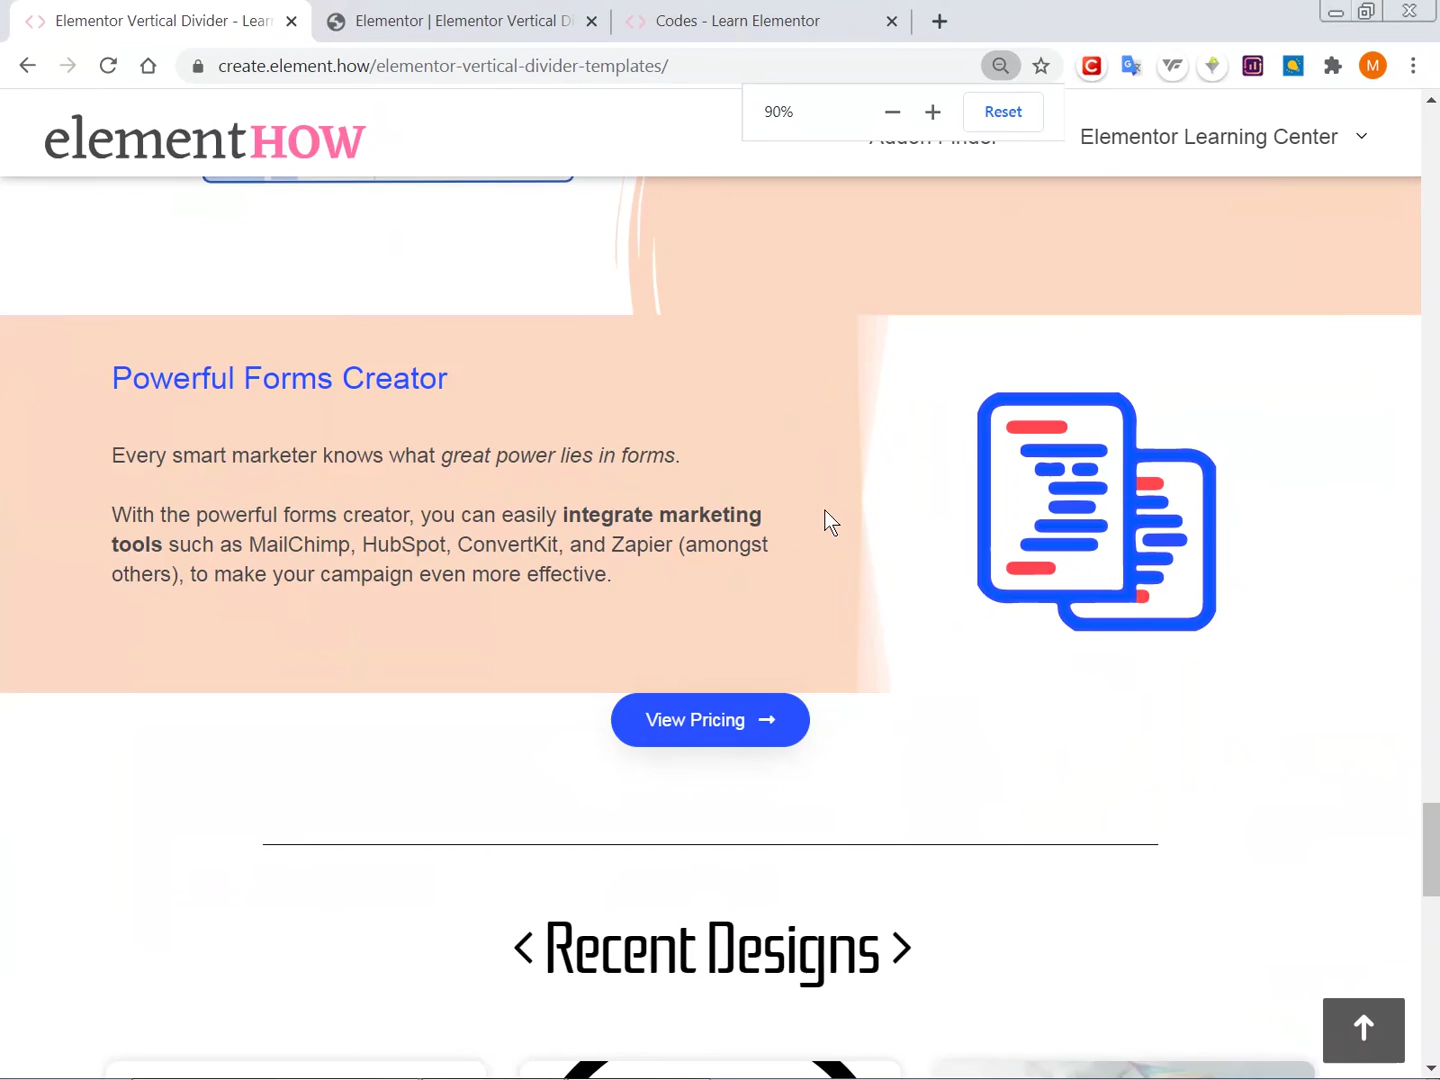 Elementor Vertical Divider - Lear
Elementor | Elementor Vertical D
Codes - Learn Elementor
create.element.how/elementor-vertical-divider-templates/
M
90%
Reset
elementHOW
Elementor Learning Center
Powerful Forms Creator
Every smart marketer knows what great power lies in forms.
With the powerful forms creator, you can easily integrate marketing
tools such as MailChimp, HubSpot, ConvertKit, and Zapier (amongst
others), to make your campaign even more effective.
View Pricing
< Recent Designs >